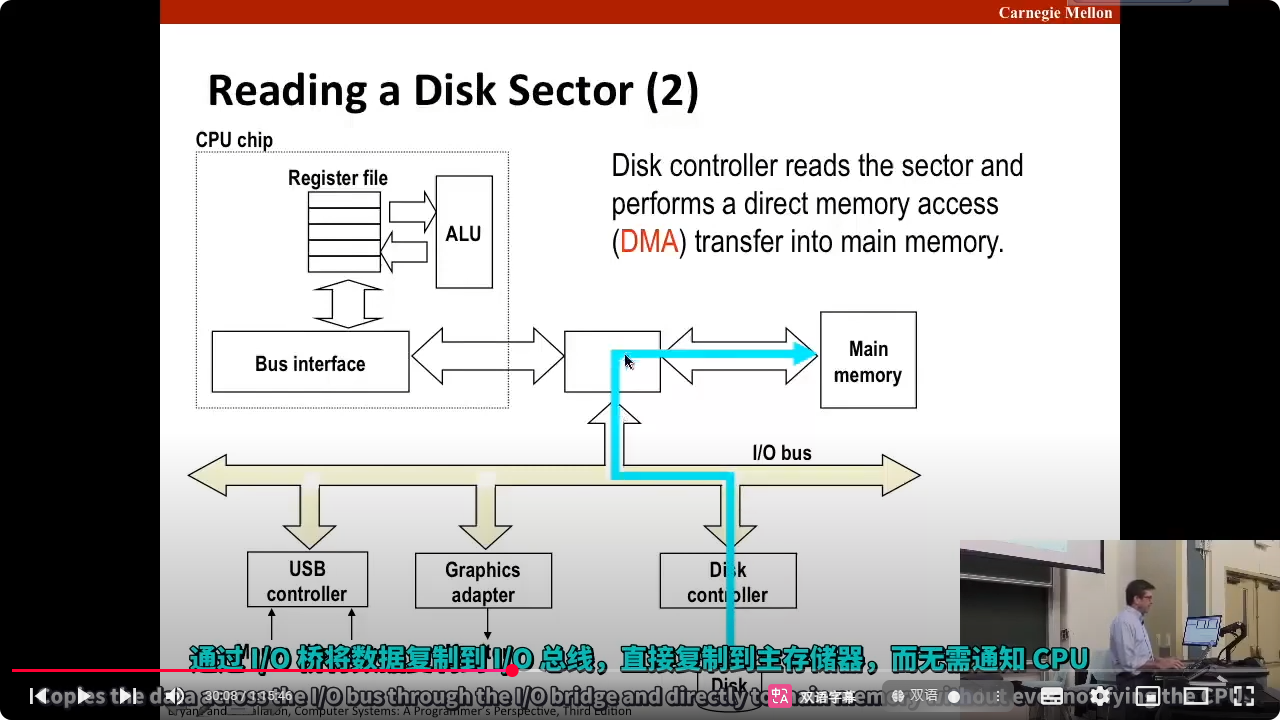 Carnegie Mellon
Reading a Disk Sector (2)
CPU chip
Register file
ALU
Disk controller reads the sector and
performs a direct memory access
(DMA) transfer into main memory.
Bus interface
Main
memory
I/O bus
USB
controller
Graphics
adapter
Disk
controller
通过 I/O 桥将数据复制到 I/O 总线，直接复制到主存储器，而无需通知 CPU
Disk
Copies the data across the I/O bus through the I/O bridge and directly to main memory without even notifying the CPU
30:08 / 1:15:46
双语字幕
双语
Bryant and O'Hallaron, Computer Systems: A Programmer's Perspective, Third Edition